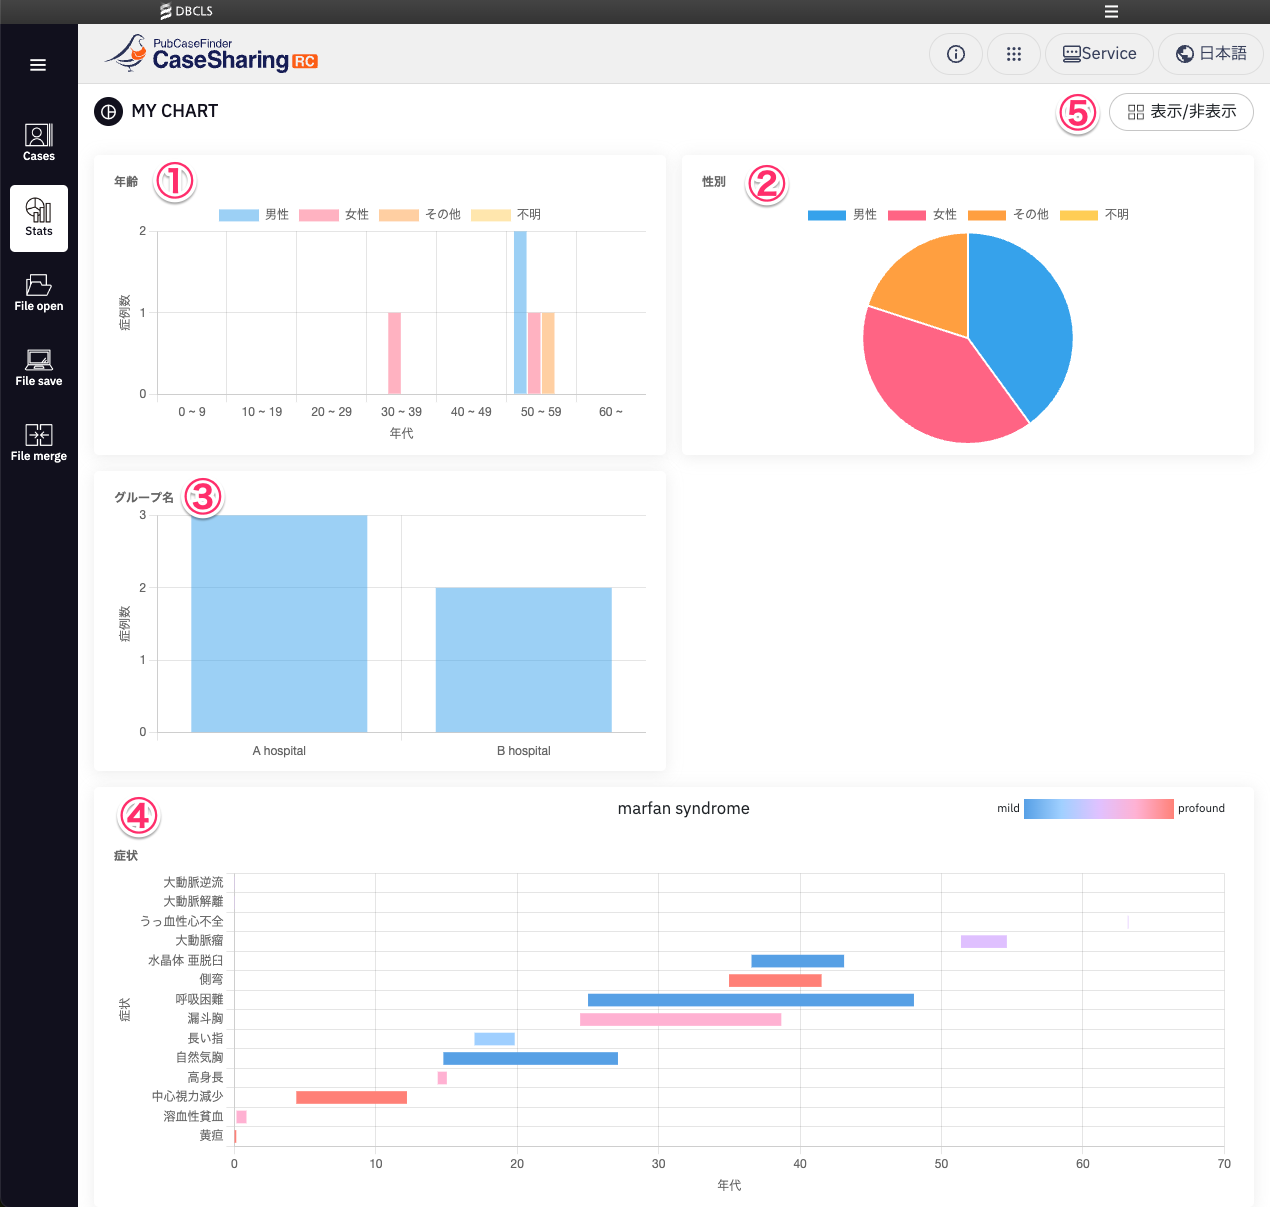 DBCLS
PubCaseFinder
CaseSharing RC
Service
日本語
MY CHART
⑤
表示/非表示
Cases
Stats
File open
File save
File merge
年齢
①
男性 女性 その他 不明
2
1
0
症例数
0 ~ 9 10 ~ 19 20 ~ 29 30 ~ 39 40 ~ 49 50 ~ 59 60 ~
年代
性別
②
男性 女性 その他 不明
グループ名
③
3
2
1
0
症例数
A hospital B hospital
④
marfan syndrome
mild profound
症状
大動脈逆流
大動脈解離
うっ血性心不全
大動脈瘤
水晶体 亜脱臼
側弯
呼吸困難
漏斗胸
長い指
自然気胸
高身長
中心視力減少
溶血性貧血
黄疸
症状
0 10 20 30 40 50 60 70
年代